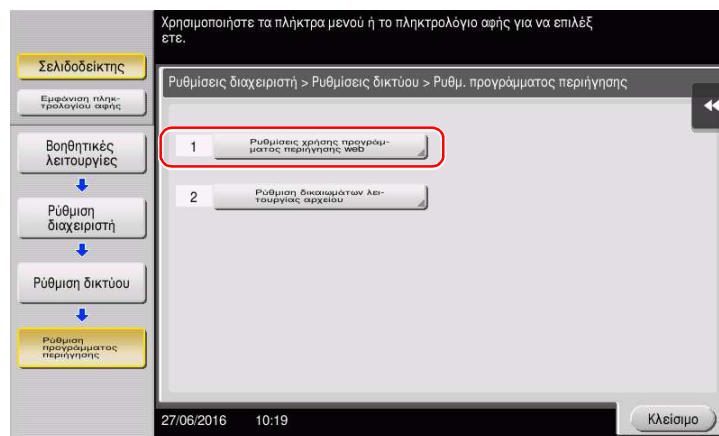 Χρησιμοποιήστε τα πλήκτρα μενού ή το πληκτρολόγιο αφής για να επιλέξ
ετε.
Σελιδοδείκτης
Εμφάνιση πληκ-
τρολογίου αφής
Βοηθητικές
λειτουργίες
Ρύθμιση
διαχειριστή
Ρύθμιση δικτύου
Ρύθμιση
προγράμματος
περιήγησης
Ρυθμίσεις διαχειριστή > Ρυθμίσεις δικτύου > Ρυθμ. προγράμματος περιήγησης
1 Ρυθμίσεις χρήσης προγράμ-
ματος περιήγησης web
2 Ρύθμιση δικαιωμάτων λει-
τουργίας αρχείου
27/06/2016 10:19
Κλείσιμο